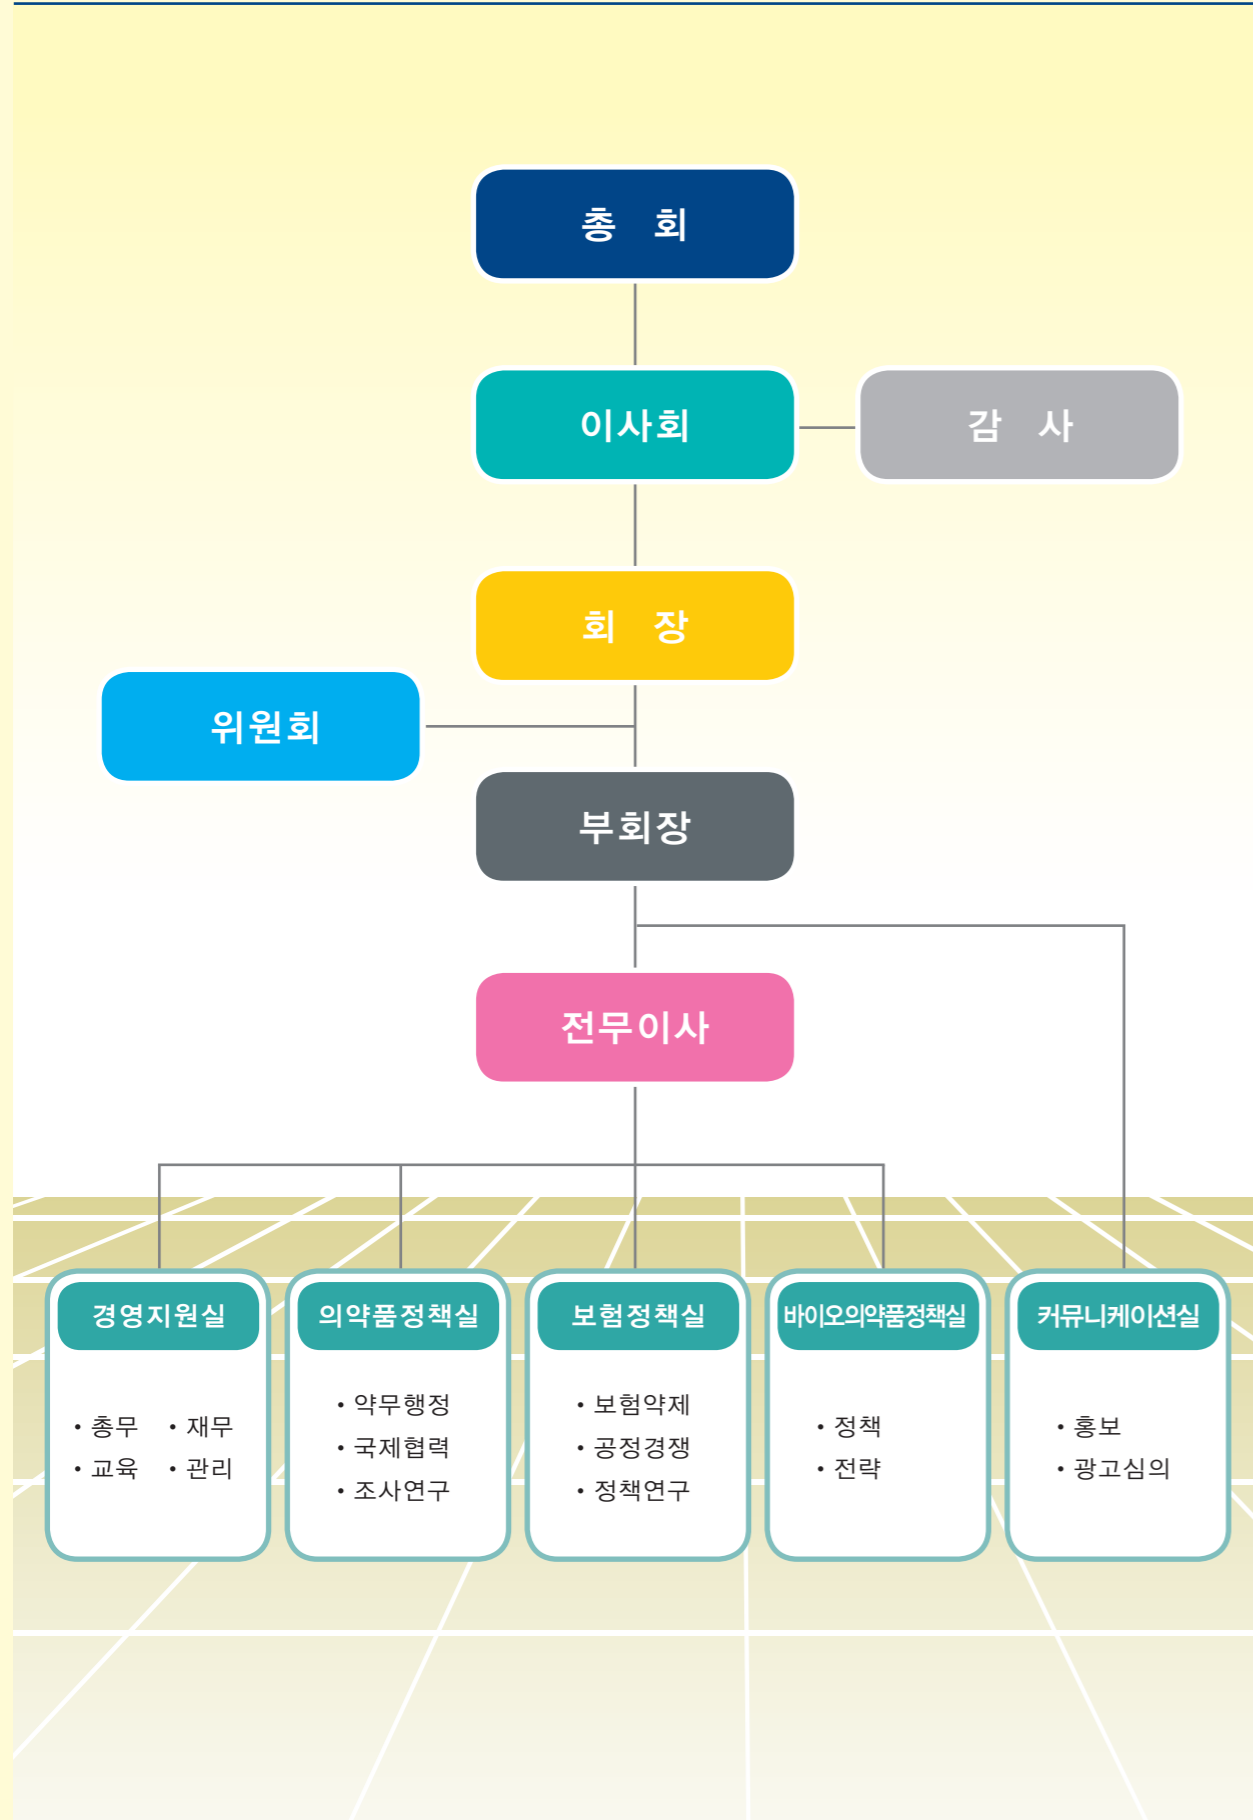 총 회
이사회
감 사
회 장
위원회
부회장
전무이사
경영지원실
・총무 ・재무
・교육 ・관리
의약품정책실
・약무행정
・국제협력
・조사연구
보험정책실
・보험약제
・공정경쟁
・정책연구
바이오의약품정책실
・정책
・전략
커뮤니케이션실
・홍보
・광고심의